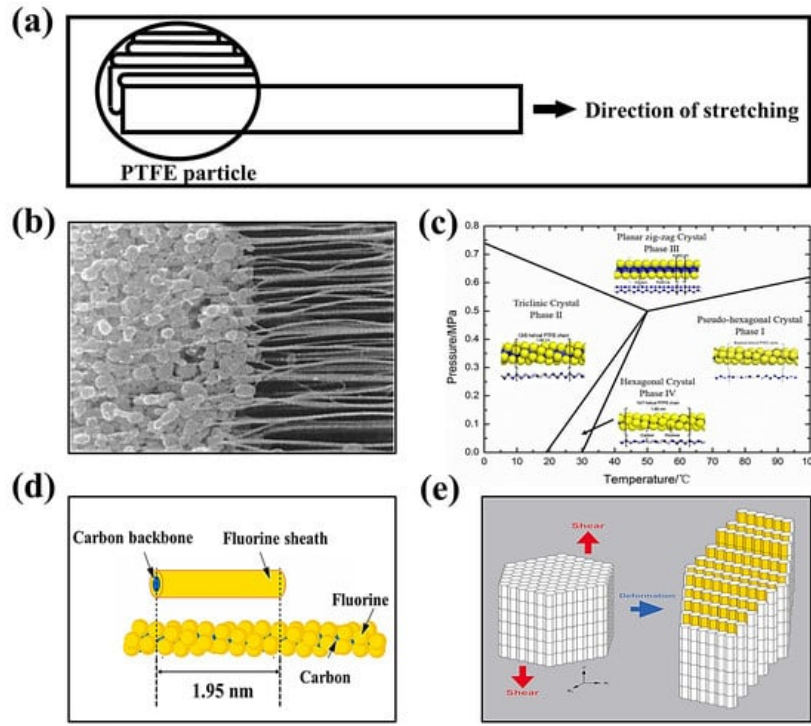 (a)
PTFE particle
Direction of stretching
(b)
(c)
Pressure/MPa
0.8
0.7
0.6
0.5
0.4
0.3
0.2
0.1
0.0
0
10
20
30
40
50
60
70
80
90
100
Temperature/℃
Planar zig-zag Crystal
Phase III
Triclinic Crystal
Phase II
Pseudo-hexagonal Crystal
Phase I
Hexagonal Crystal
Phase IV
(d)
Carbon backbone
Fluorine sheath
Fluorine
Carbon
1.95 nm
(e)
Shear
Deformation
Shear